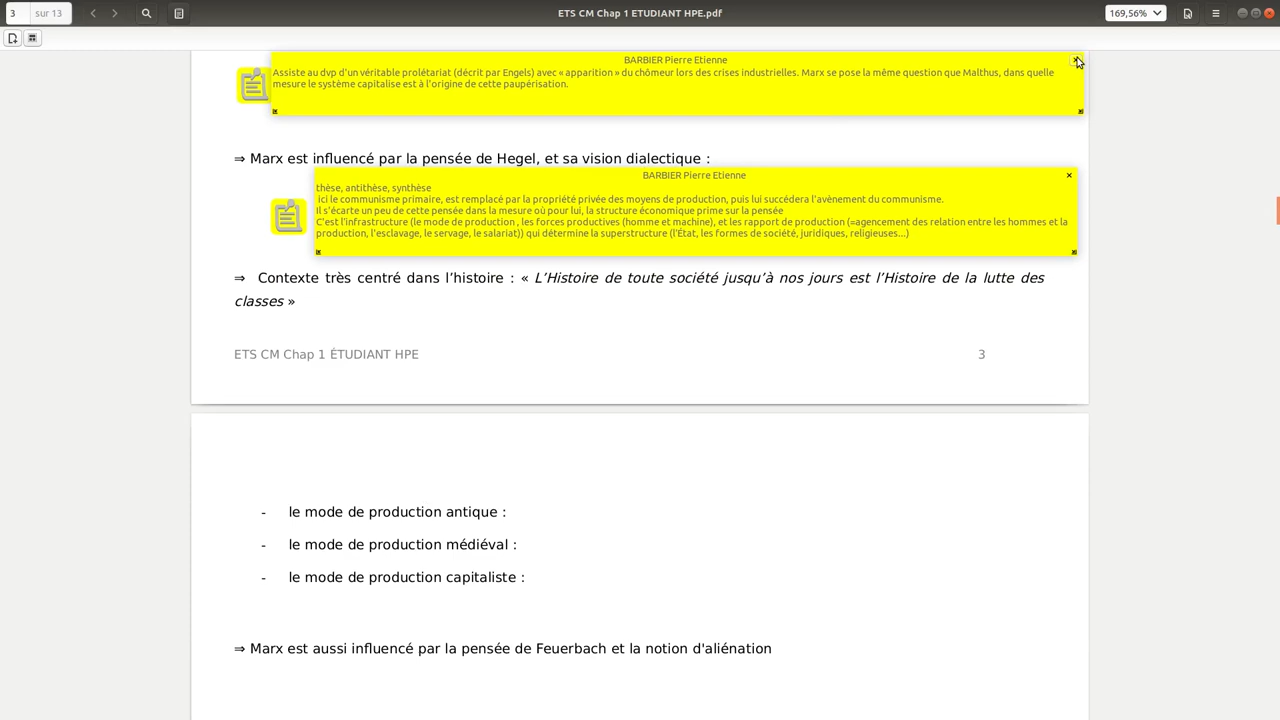 3 sur 13
ETS CM Chap 1 ETUDIANT HPE.pdf
169,56%
BARBIER Pierre Etienne
Assiste au dvp d'un véritable prolétariat (décrit par Engels) avec « apparition » du chômeur lors des crises industrielles. Marx se pose la même question que Malthus, dans quelle
mesure le système capitalise est à l'origine de cette paupérisation.
⇒ Marx est influencé par la pensée de Hegel, et sa vision dialectique :
BARBIER Pierre Etienne
thèse, antithèse, synthèse
ici le communisme primaire, est remplacé par la propriété privée des moyens de production, puis lui succédera l'avènement du communisme.
Il s'écarte un peu de cette pensée dans la mesure où pour lui, la structure économique prime sur la pensée
C'est l'infrastructure (le mode de production , les forces productives (homme et machine), et les rapport de production (=agencement des relation entre les hommes et la
production, l'esclavage, le servage, le salariat)) qui détermine la superstructure (l'État, les formes de société, juridiques, religieuses...)
⇒ Contexte très centré dans l’histoire : « L’Histoire de toute société jusqu’à nos jours est l’Histoire de la lutte des
classes »
ETS CM Chap 1 ÉTUDIANT HPE 3
- le mode de production antique :
- le mode de production médiéval :
- le mode de production capitaliste :
⇒ Marx est aussi influencé par la pensée de Feuerbach et la notion d'aliénation